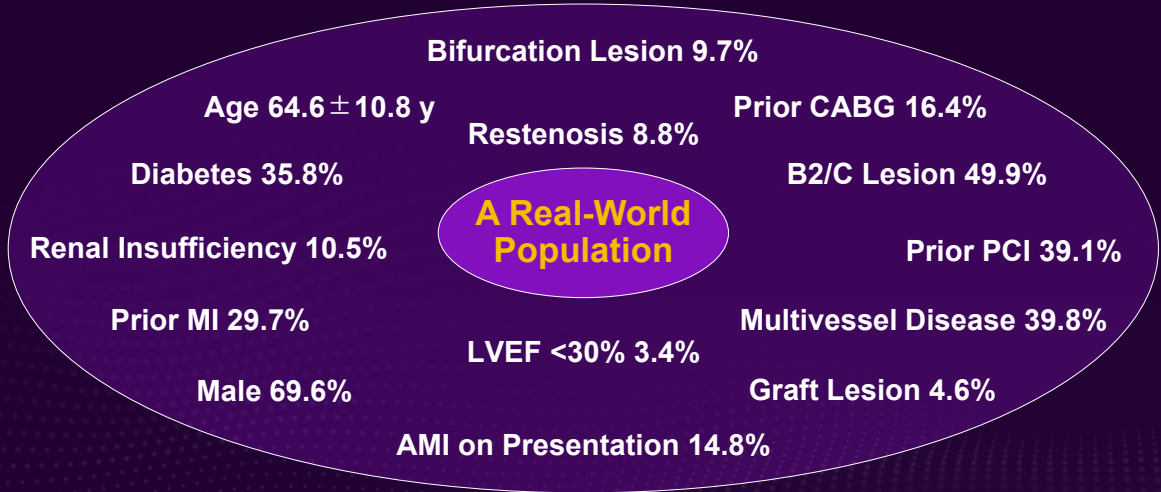 Bifurcation Lesion 9.7%
Age 64.6±10.8 y
Prior CABG 16.4%
Restenosis 8.8%
Diabetes 35.8%
B2/C Lesion 49.9%
A Real-World
Population
Renal Insufficiency 10.5%
Prior PCI 39.1%
Prior MI 29.7%
Multivessel Disease 39.8%
LVEF <30% 3.4%
Male 69.6%
Graft Lesion 4.6%
AMI on Presentation 14.8%